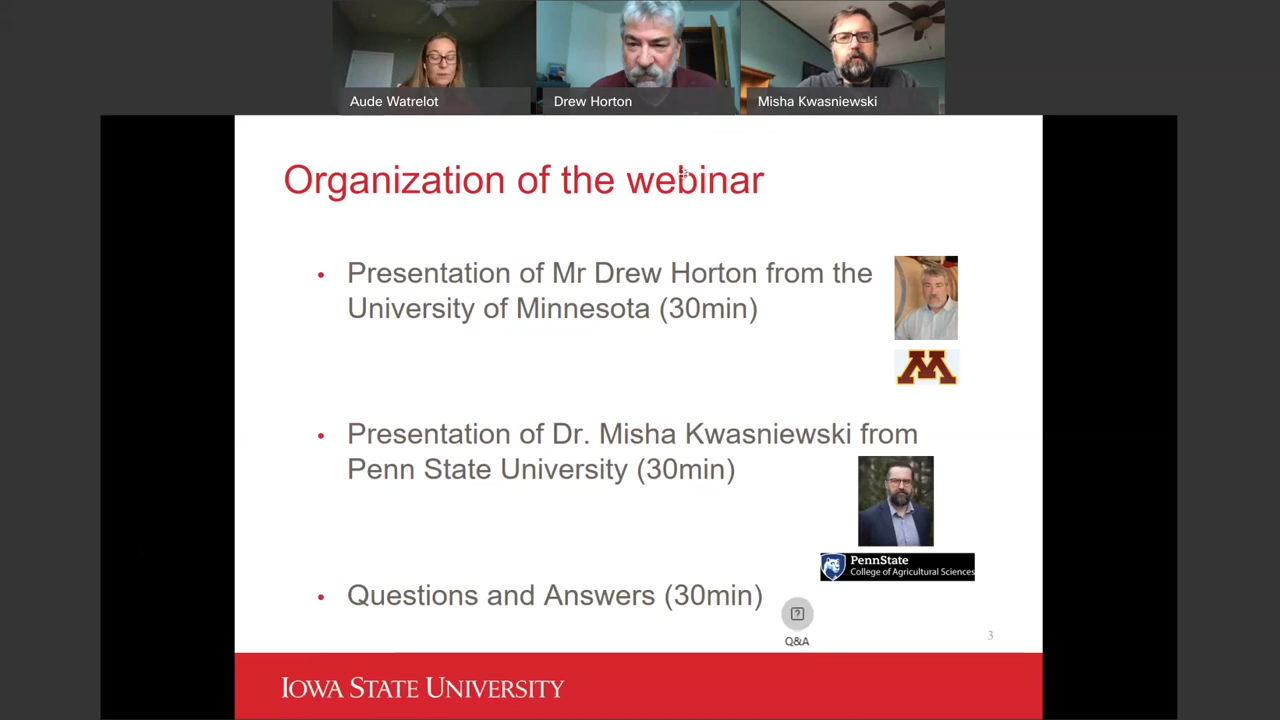 Aude Watrelot
Drew Horton
Misha Kwasniewski
Organization of the webinar
• Presentation of Mr Drew Horton from the
University of Minnesota (30min)
M
• Presentation of Dr. Misha Kwasniewski from
Penn State University (30min)
PennState
College of Agricultural Sciences
• Questions and Answers (30min)
?
Q&A
3
IOWA STATE UNIVERSITY